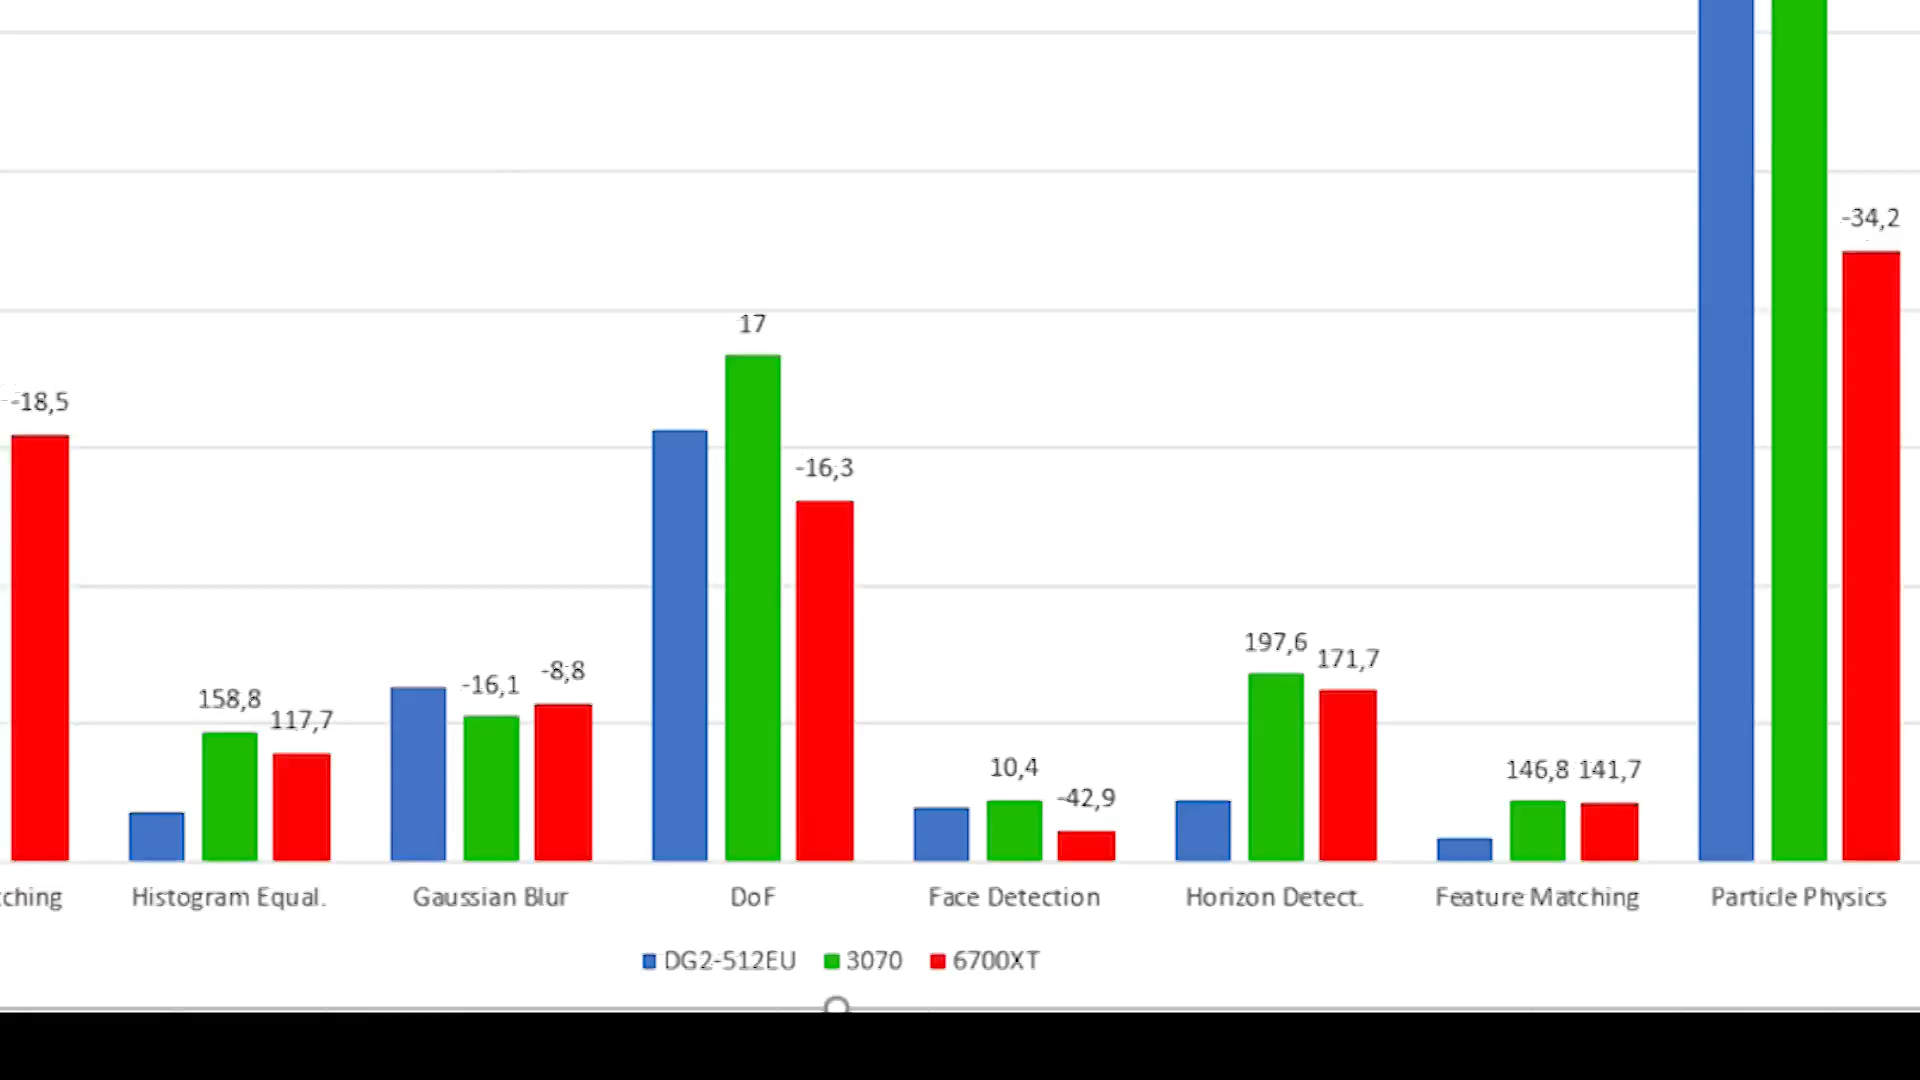 -34,2
17
-18,5
-16,3
197,6
171,7
-8,8
-16,1
158,8
117,7
10,4
-42,9
146,8 141,7
Histogram Equal.
Gaussian Blur
DoF
Face Detection
Horizon Detect.
Feature Matching
Particle Physics
DG2-512EU
3070
6700XT